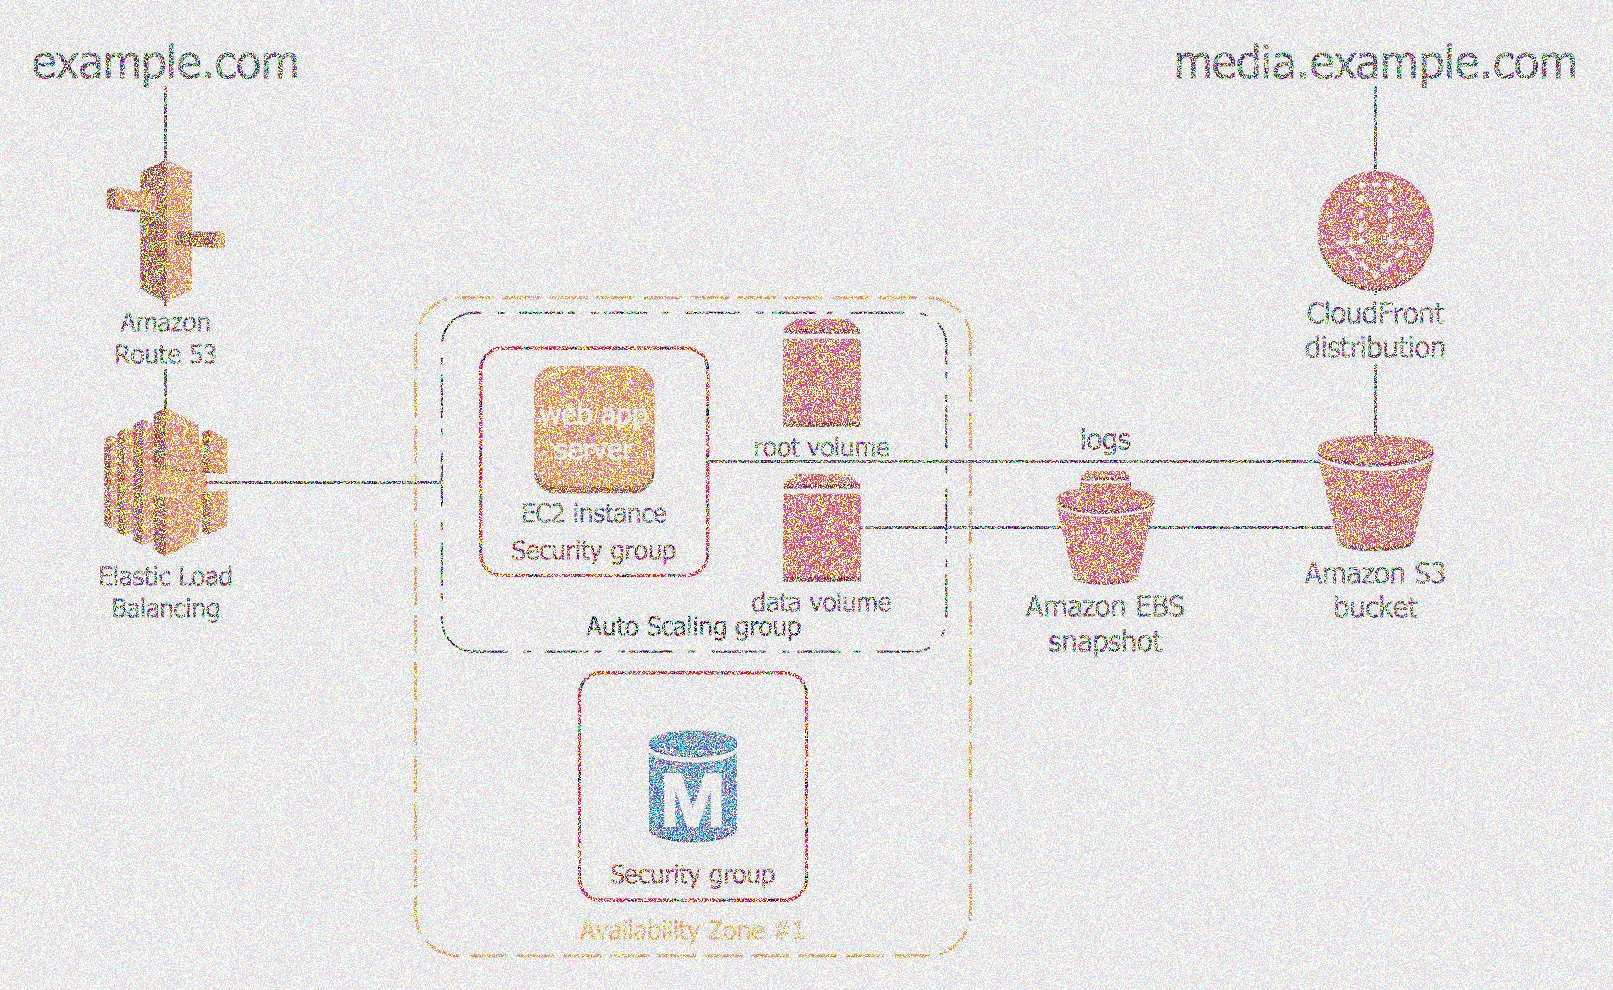 example.com
media.example.com
Amazon
Route 53
CloudFront
distribution
web app
server
root volume
logs
EC2 instance
Security group
Elastic Load
Balancing
data volume
Auto Scaling group
Amazon EBS
snapshot
Amazon S3
bucket
M
Security group
Availability Zone #1